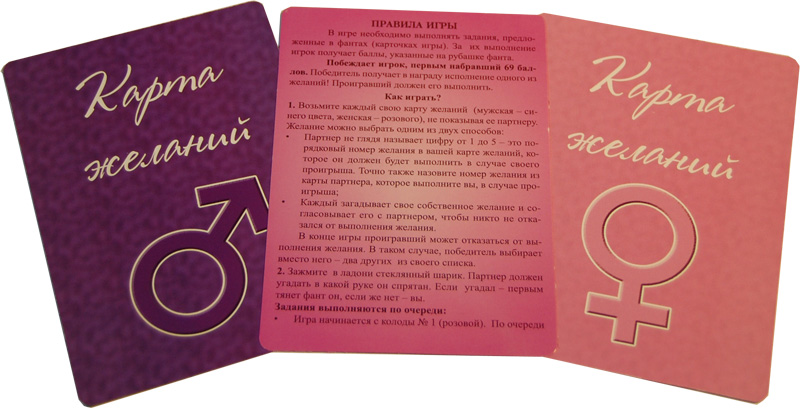 Карта
желаний
ПРАВИЛА ИГРЫ
В игре необходимо выполнять задания, предло-
женные в фантах (карточках игры). За их выполнение
игрок получает баллы, указанные на рубашке фанта.
Побеждает игрок, первым набравший 69 бал-
лов. Победитель получает в награду исполнение одного из
желаний! Проигравший должен его выполнить.
Как играть?
1. Возьмите каждый свою карту желаний (мужская – си-
него цвета, женская – розового), не показывая ее партнеру.
Желание можно выбрать одним из двух способов:
• Партнер не глядя называет цифру от 1 до 5 – это по-
рядковый номер желания в вашей карте желаний, ко-
торое он должен будет выполнить в случае своего
проигрыша. Точно также назовите номер желания из
карты партнера, которое выполните вы, в случае про-
игрыша;
• Каждый загадывает свое собственное желание и со-
гласовывает его с партнером, чтобы никто не отка-
зался от выполнения желания.
В конце игры проигравший может отказаться от вы-
полнения желания. В таком случае, победитель выбирает
вместо него – два других из своего списка.
2. Зажмите в ладони стеклянный шарик. Партнер должен
угадать в какой руке он спрятан. Если угадал – первым
тянет фант он, если же нет – вы.
Задания выполняются по очереди:
• Игра начинается с колоды № 1 (розовой). По очереди
Карта
желаний